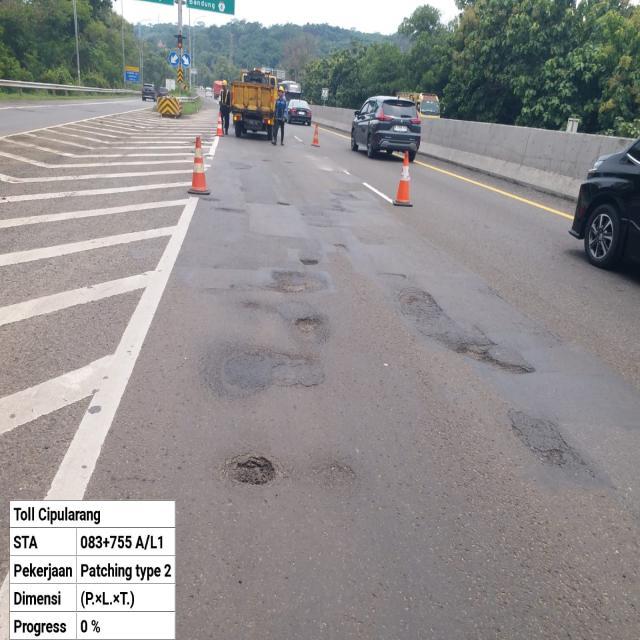 Bandung
Toll Cipularang
STA 083+755 A/L1
Pekerjaan Patching type 2
Dimensi (P.×L.×T.)
Progress 0 %